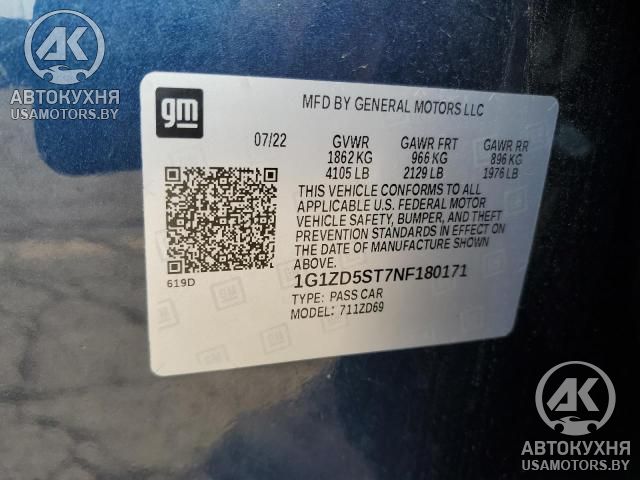 AK
АВТОКУХНЯ
USAMOTORS.BY
gm
MFD BY GENERAL MOTORS LLC
07/22 GVWR GAWR FRT GAWR RR
1862 KG 966 KG 896 KG
4105 LB 2129 LB 1976 LB
THIS VEHICLE CONFORMS TO ALL
APPLICABLE U.S. FEDERAL MOTOR
VEHICLE SAFETY, BUMPER, AND THEFT
PREVENTION STANDARDS IN EFFECT ON
THE DATE OF MANUFACTURE SHOWN
ABOVE.
619D
1G1ZD5ST7NF180171
TYPE: PASS CAR
MODEL: 711ZD69
AK
АВТОКУХНЯ
USAMOTORS.BY